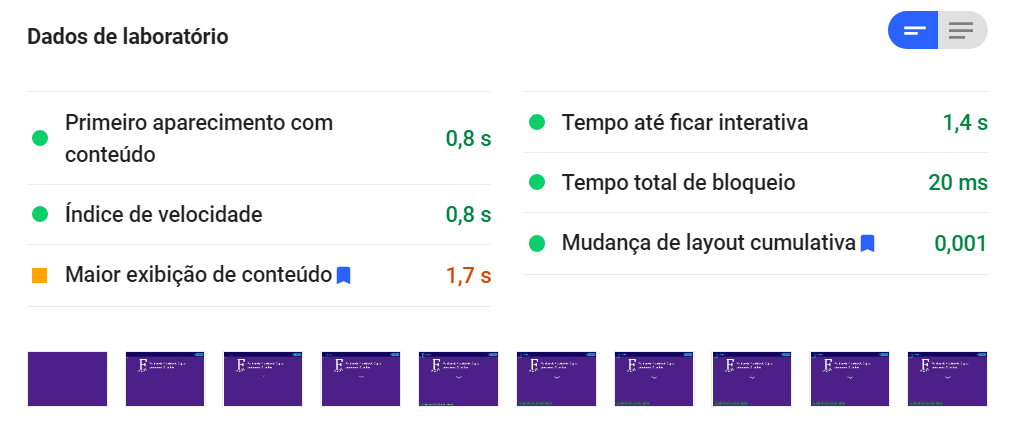 Dados de laboratório
Primeiro aparecimento com
conteúdo
0,8 s
Índice de velocidade
0,8 s
Maior exibição de conteúdo
1,7 s
Tempo até ficar interativa
1,4 s
Tempo total de bloqueio
20 ms
Mudança de layout cumulativa
0,001